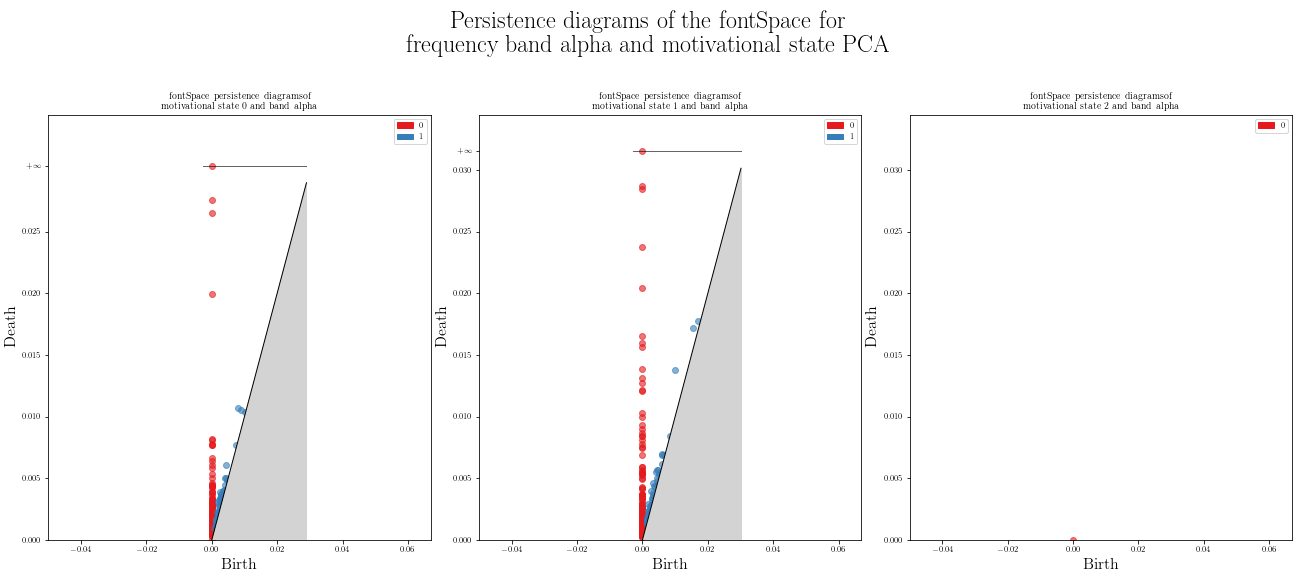 Persistence diagrams of the fontSpace for
frequency band alpha and motivational state PCA
fontSpace persistence diagramsof
motivational state 0 and band alpha
0
1
+∞
0.025
0.020
0.015
0.010
0.005
0.000
−0.04 −0.02 0.00 0.02 0.04 0.06
Death
Birth
fontSpace persistence diagramsof
motivational state 1 and band alpha
0
1
+∞
0.030
0.025
0.020
0.015
0.010
0.005
0.000
−0.04 −0.02 0.00 0.02 0.04 0.06
Death
Birth
fontSpace persistence diagramsof
motivational state 2 and band alpha
0
0.030
0.025
0.020
0.015
0.010
0.005
0.000
−0.04 −0.02 0.00 0.02 0.04 0.06
Death
Birth